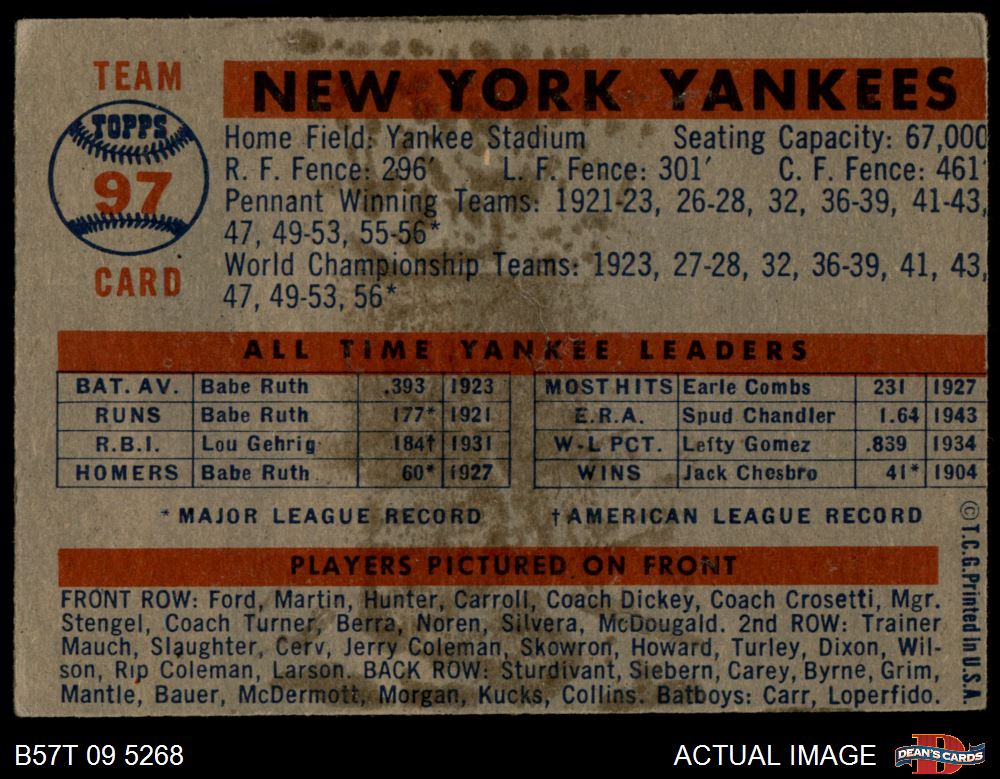 TEAM
TOPPS
97
CARD
NEW YORK YANKEES
Home Field: Yankee Stadium Seating Capacity: 67,000
R. F. Fence: 296′ L. F. Fence: 301′ C. F. Fence: 461′
Pennant Winning Teams: 1921-23, 26-28, 32, 36-39, 41-43,
47, 49-53, 55-56*
World Championship Teams: 1923, 27-28, 32, 36-39, 41, 43,
47, 49-53, 56*
ALL TIME YANKEE LEADERS
BAT. AV. Babe Ruth .393 1923 MOST HITS Earle Combs 231 1927
RUNS Babe Ruth 177* 1921 E.R.A. Spud Chandler 1.64 1943
R.B.I. Lou Gehrig 184† 1931 W-L PCT. Lefty Gomez .839 1934
HOMERS Babe Ruth 60* 1927 WINS Jack Chesbro 41* 1904
* MAJOR LEAGUE RECORD † AMERICAN LEAGUE RECORD
PLAYERS PICTURED ON FRONT
FRONT ROW: Ford, Martin, Hunter, Carroll, Coach Dickey, Coach Crosetti, Mgr.
Stengel, Coach Turner, Berra, Noren, Silvera, McDougald. 2nd ROW: Trainer
Mauch, Slaughter, Cerv, Jerry Coleman, Skowron, Howard, Turley, Dixon, Wil-
son, Rip Coleman, Larson. BACK ROW: Sturdivant, Siebern, Carey, Byrne, Grim,
Mantle, Bauer, McDermott, Morgan, Kucks, Collins. Batboys: Carr, Loperfido.
© T.C.G. Printed in U.S.A.
B57T 09 5268
ACTUAL IMAGE
DEAN'S CARDS